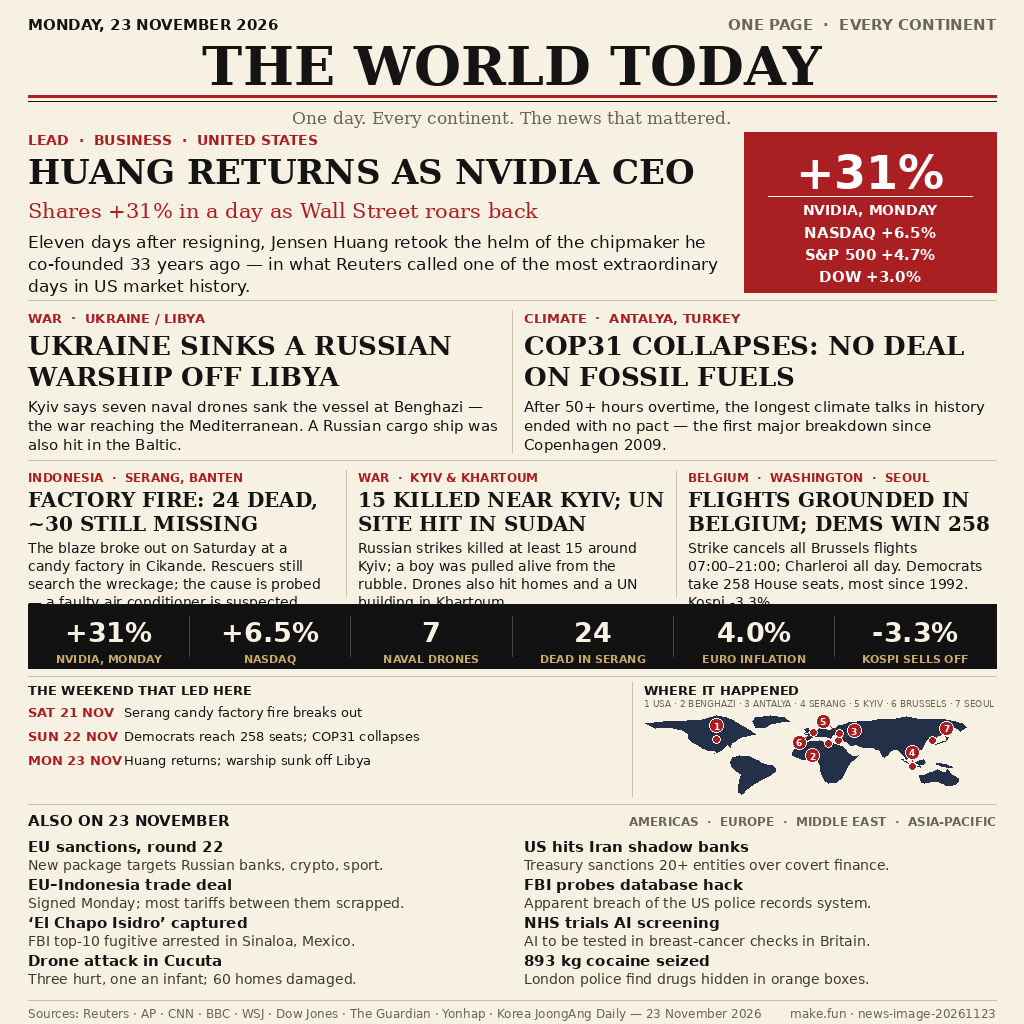 MONDAY, 23 NOVEMBER 2026
ONE PAGE · EVERY CONTINENT
THE WORLD TODAY
One day. Every continent. The news that mattered.
LEAD · BUSINESS · UNITED STATES
HUANG RETURNS AS NVIDIA CEO
Shares +31% in a day as Wall Street roars back
Eleven days after resigning, Jensen Huang retook the helm of the chipmaker he
co-founded 33 years ago — in what Reuters called one of the most extraordinary
days in US market history.
+31%
NVIDIA, MONDAY
NASDAQ +6.5%
S&P 500 +4.7%
DOW +3.0%
WAR · UKRAINE / LIBYA
UKRAINE SINKS A RUSSIAN
WARSHIP OFF LIBYA
Kyiv says seven naval drones sank the vessel at Benghazi —
the war reaching the Mediterranean. A Russian cargo ship was
also hit in the Baltic.
CLIMATE · ANTALYA, TURKEY
COP31 COLLAPSES: NO DEAL
ON FOSSIL FUELS
After 50+ hours overtime, the longest climate talks in history
ended with no pact — the first major breakdown since
Copenhagen 2009.
INDONESIA · SERANG, BANTEN
FACTORY FIRE: 24 DEAD,
~30 STILL MISSING
The blaze broke out on Saturday at a
candy factory in Cikande. Rescuers still
search the wreckage; the cause is probed
— a faulty air conditioner is suspected.
WAR · KYIV & KHARTOUM
15 KILLED NEAR KYIV; UN
SITE HIT IN SUDAN
Russian strikes killed at least 15 around
Kyiv; a boy was pulled alive from the
rubble. Drones also hit homes and a UN
building in Khartoum.
BELGIUM · WASHINGTON · SEOUL
FLIGHTS GROUNDED IN
BELGIUM; DEMS WIN 258
Strike cancels all Brussels flights
07:00–21:00; Charleroi all day. Democrats
take 258 House seats, most since 1992.
Kospi -3.3%.
+31%
NVIDIA, MONDAY
+6.5%
NASDAQ
7
NAVAL DRONES
24
DEAD IN SERANG
4.0%
EURO INFLATION
-3.3%
KOSPI SELLS OFF
THE WEEKEND THAT LED HERE
SAT 21 NOV Serang candy factory fire breaks out
SUN 22 NOV Democrats reach 258 seats; COP31 collapses
MON 23 NOV Huang returns; warship sunk off Libya
WHERE IT HAPPENED
1 USA · 2 BENGHAZI · 3 ANTALYA · 4 SERANG · 5 KYIV · 6 BRUSSELS · 7 SEOUL
1
5
3
7
6
2
4
ALSO ON 23 NOVEMBER
AMERICAS · EUROPE · MIDDLE EAST · ASIA-PACIFIC
EU sanctions, round 22
New package targets Russian banks, crypto, sport.
EU–Indonesia trade deal
Signed Monday; most tariffs between them scrapped.
‘El Chapo Isidro’ captured
FBI top-10 fugitive arrested in Sinaloa, Mexico.
Drone attack in Cucuta
Three hurt, one an infant; 60 homes damaged.
US hits Iran shadow banks
Treasury sanctions 20+ entities over covert finance.
FBI probes database hack
Apparent breach of the US police records system.
NHS trials AI screening
AI to be tested in breast-cancer checks in Britain.
893 kg cocaine seized
London police find drugs hidden in orange boxes.
Sources: Reuters · AP · CNN · BBC · WSJ · Dow Jones · The Guardian · Yonhap · Korea JoongAng Daily — 23 November 2026
make.fun · news-image-20261123